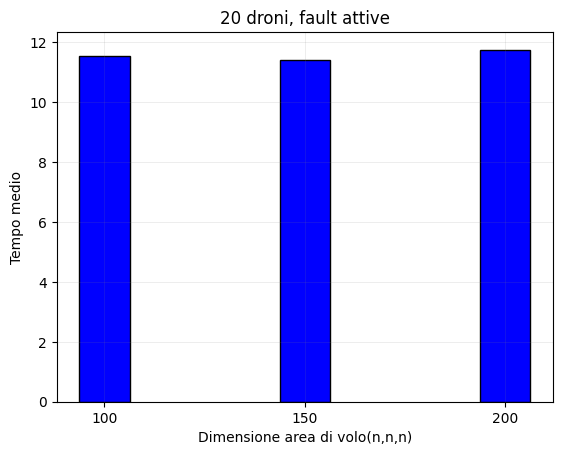 20 droni, fault attive
12
10
8
6
4
2
0
Tempo medio
100 150 200
Dimensione area di volo(n,n,n)